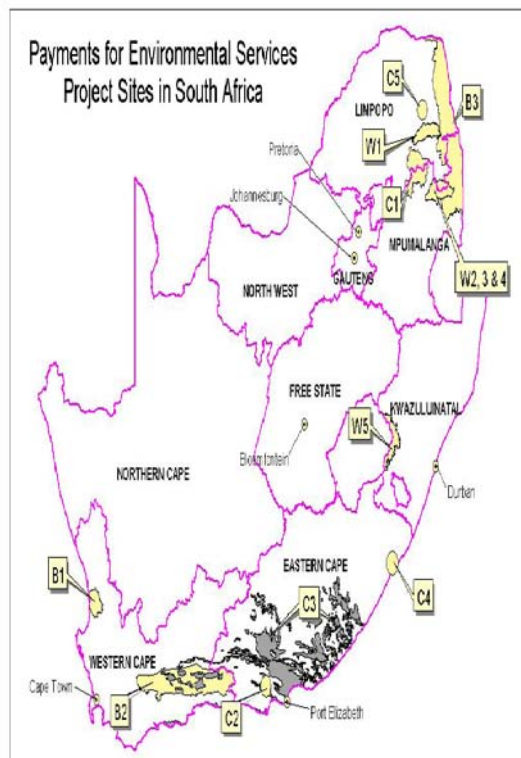 Payments for Environmental Services
Project Sites in South Africa
C5
B3
LIMPOPO
W1
Pretoria
C1
Johannesburg
MPUMALANGA
GAUTENG
W2, 3 & 4
NORTH WEST
FREE STATE
KWAZULU/NATAL
W5
Bloemfontein
Durban
NORTHERN CAPE
EASTERN CAPE
B1
C3
C4
WESTERN CAPE
Cape Town
B2
C2
Port Elizabeth